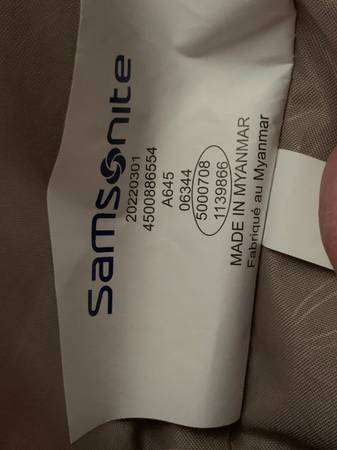 Samsonite
20220301
4500886554
A645
06344
5000708
1139866
MADE IN MYANMAR
Fabriqué au Myanmar